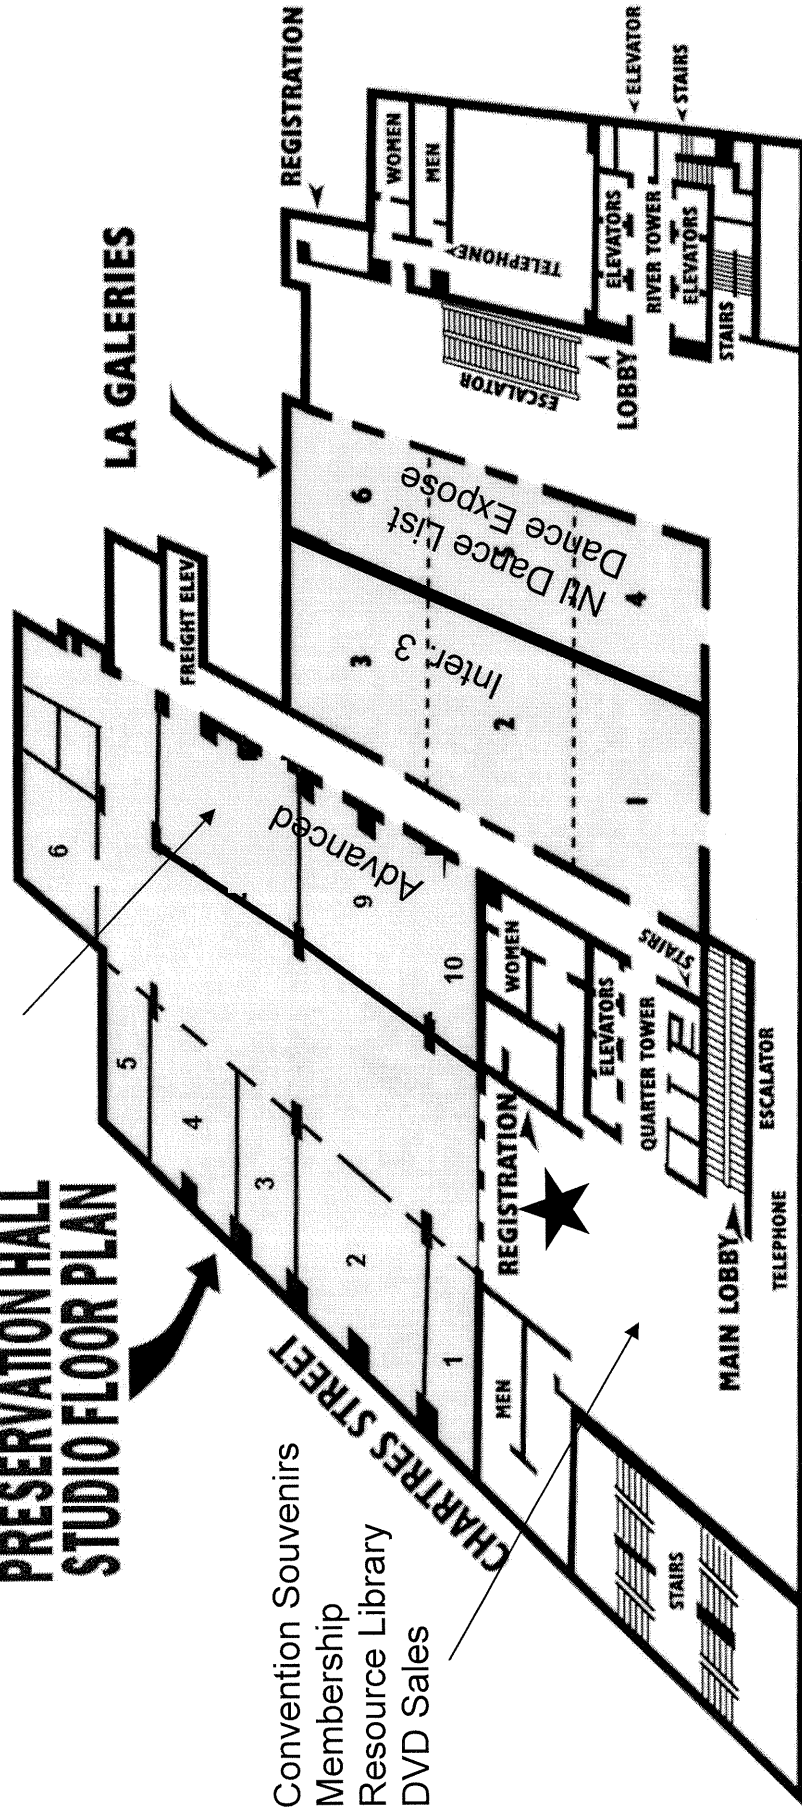 PRESERVATION HALL
STUDIO FLOOR PLAN
LA GALERIES
REGISTRATION
CHARTRES STREET
Convention Souvenirs
Membership
Resource Library
DVD Sales
6
5
4
3
2
1
9
10
Advanced
FREIGHT ELEV
3
2
1
Inter. 3
6
5
4
Ntl Dance List
Dance Expose
WOMEN
MEN
TELEPHONE
ESCALATOR
LOBBY
ELEVATORS
RIVER TOWER
ELEVATORS
STAIRS
ELEVATOR
STAIRS
WOMEN
ELEVATORS
QUARTER TOWER
STAIRS
ESCALATOR
REGISTRATION
MEN
MAIN LOBBY
TELEPHONE
STAIRS